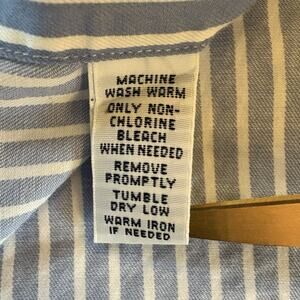 MACHINE
WASH WARM
ONLY NON-
CHLORINE
BLEACH
WHEN NEEDED
REMOVE
PROMPTLY
TUMBLE
DRY LOW
WARM IRON
IF NEEDED